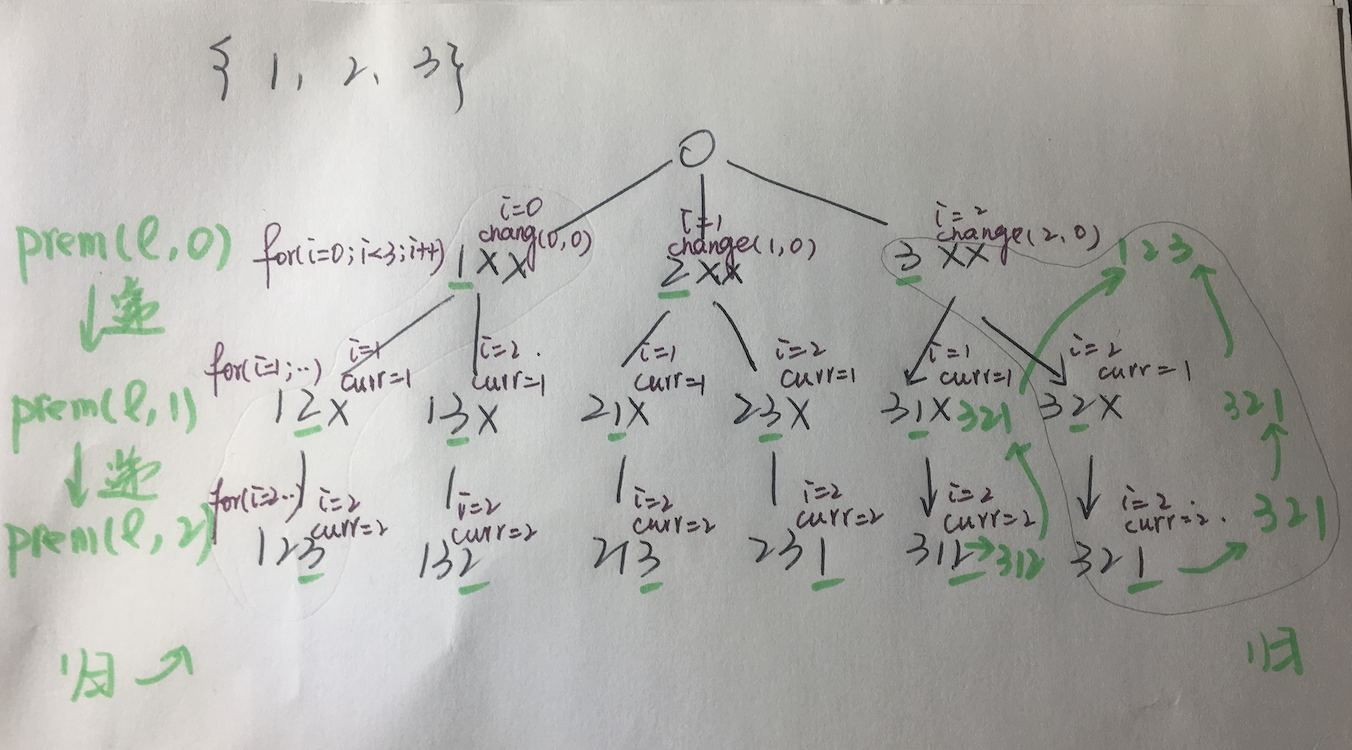 { 1, 2、3}
i=0
chang(0,0)
i=1
change(1,0)
i=2
change(2,0)
prem(l,0)
for(i=0;i<3;i++)
1XX
2XX
3XX
123
递
for(i=1;..)
i=1
curr=1
i=2.
curr=1
i=1
curr=1
i=2
curr=1
i=1
curr=1
i=2
curr=1
prem(l,1)
12X
13X
21X
23X
31X
321
32X
321
递
for(i=2..)
i=2
curr=2
i=2
curr=2
i=2
curr=2
i=2
curr=2
i=2
curr=2
i=2
curr=2.
321
prem(l,2)
123
132
213
231
312
312
321
归
归